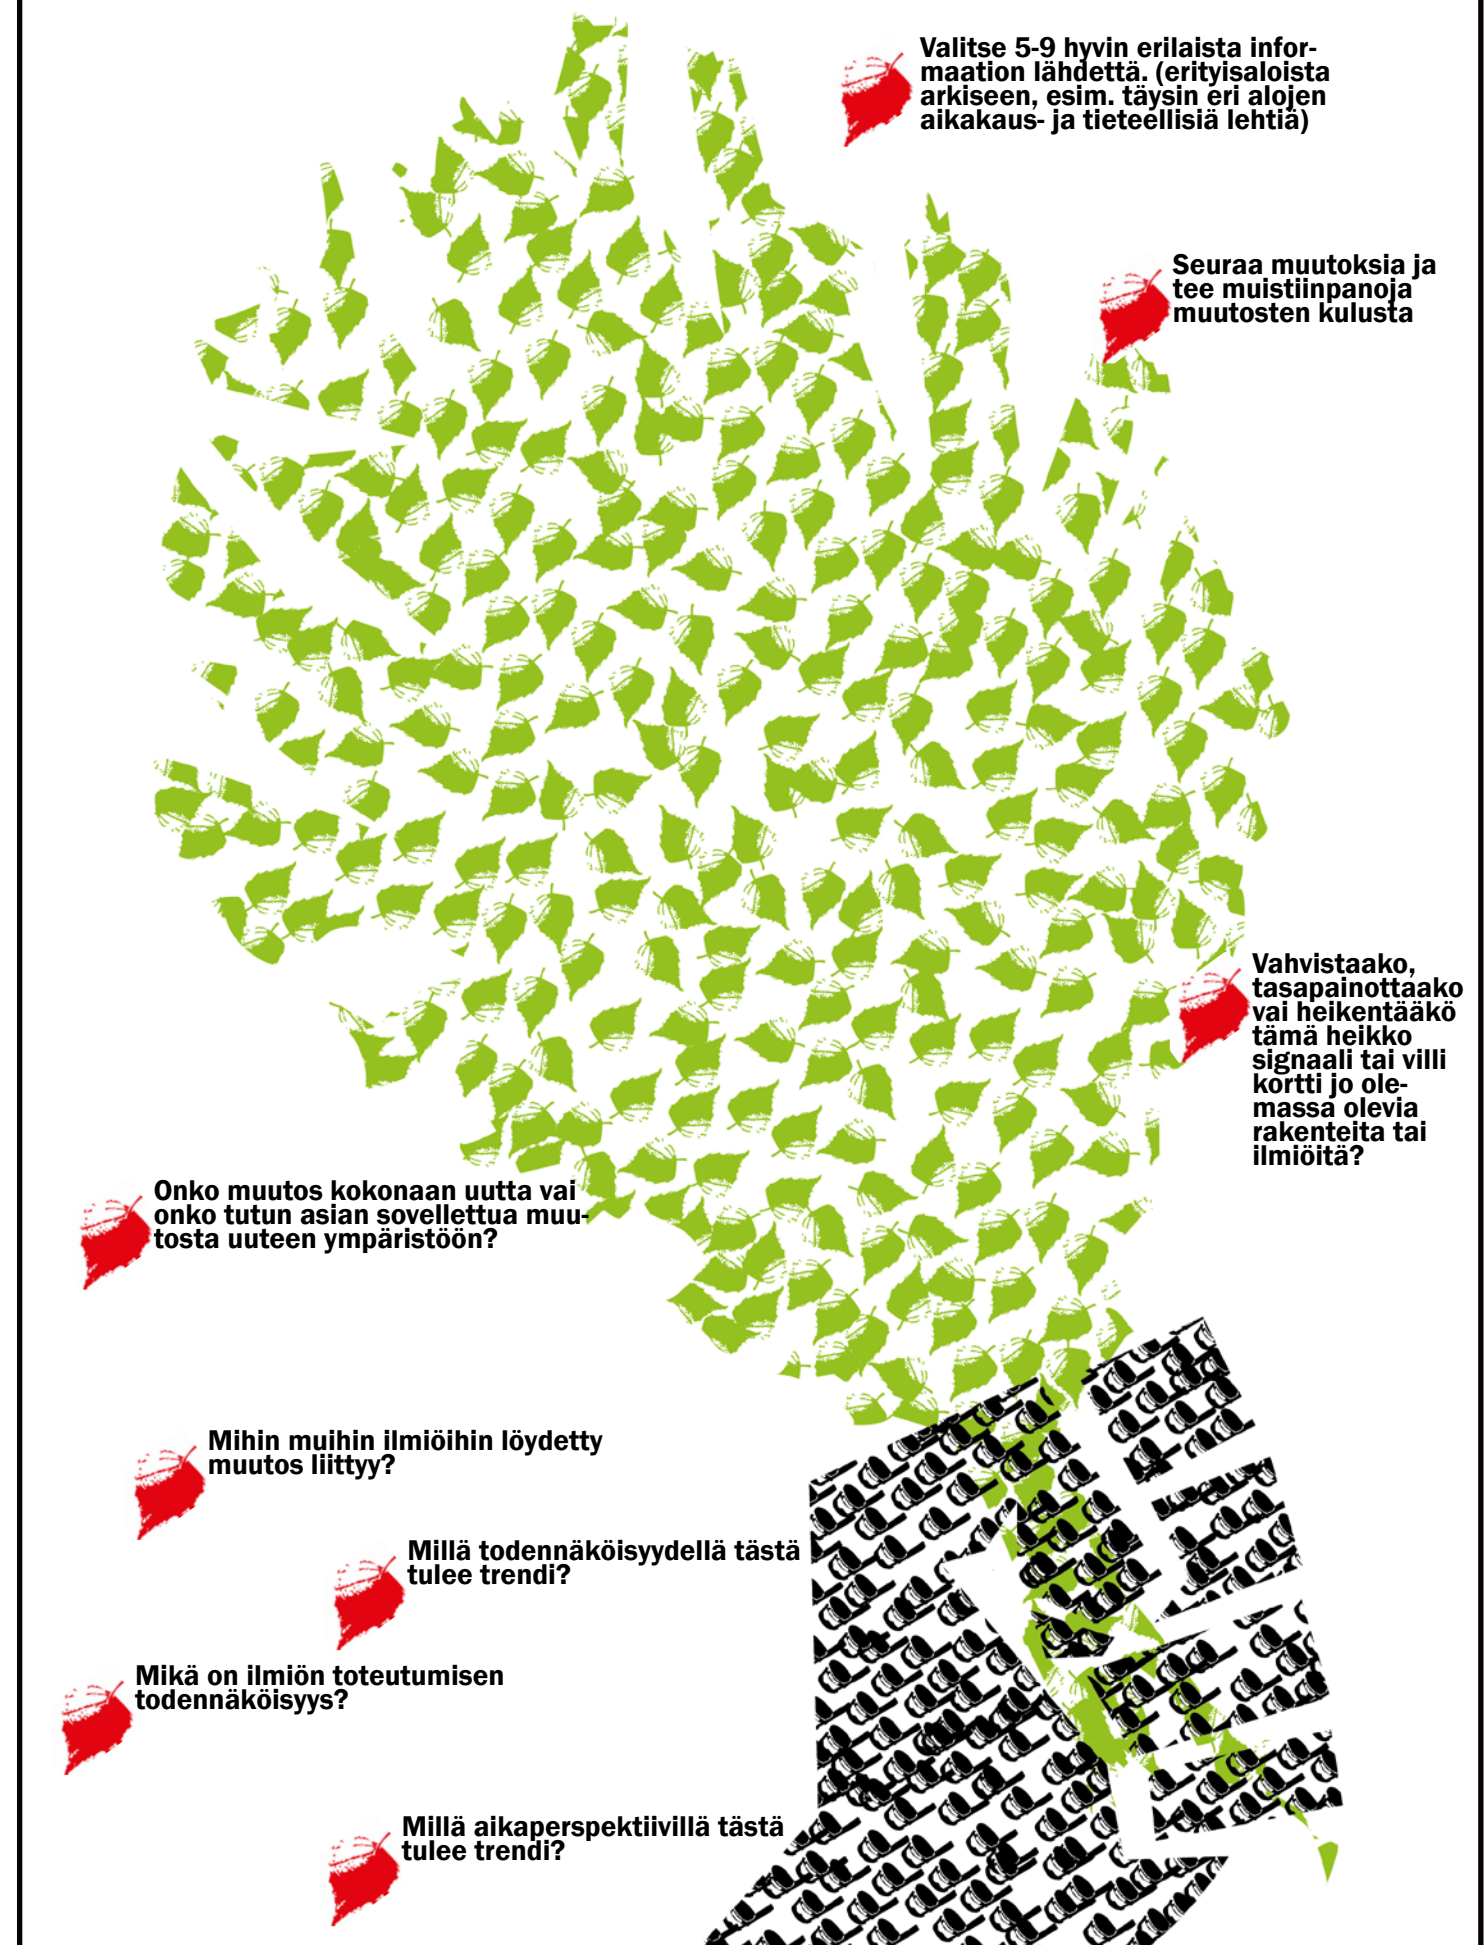 Valitse 5-9 hyvin erilaista infor-
maation lähdettä. (erityisaloista
arkiseen, esim. täysin eri alojen
aikakaus- ja tieteellisiä lehtiä)
Seuraa muutoksia ja
tee muistiinpanoja
muutosten kulusta
Vahvistaako,
tasapainottaako
vai heikentääkö
tämä heikko
signaali tai villi
kortti jo ole-
massa olevia
rakenteita tai
ilmiöitä?
Onko muutos kokonaan uutta vai
onko tutun asian sovellettua muu-
tosta uuteen ympäristöön?
Mihin muihin ilmiöihin löydetty
muutos liittyy?
Millä todennäköisyydellä tästä
tulee trendi?
Mikä on ilmiön toteutumisen
todennäköisyys?
Millä aikaperspektiivillä tästä
tulee trendi?